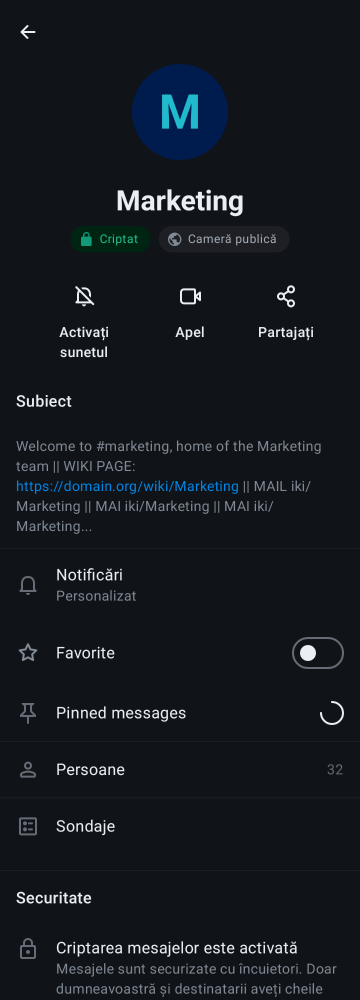 M
Marketing
Criptat
Cameră publică
Activați
sunetul
Apel
Partajați
Subiect
Welcome to #marketing, home of the Marketing
team || WIKI PAGE:
https://domain.org/wiki/Marketing || MAIL iki/
Marketing || MAI iki/Marketing || MAI iki/
Marketing...
Notificări
Personalizat
Favorite
Pinned messages
Persoane
32
Sondaje
Securitate
Criptarea mesajelor este activată
Mesajele sunt securizate cu încuietori. Doar
dumneavoastră și destinatarii aveți cheile